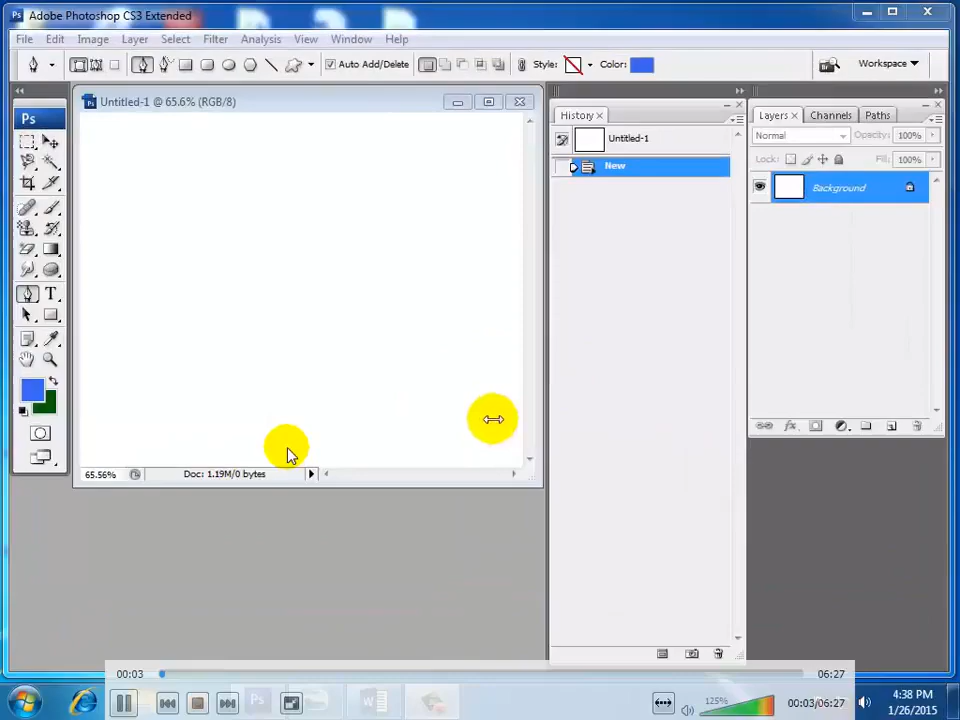 Ps Adobe Photoshop CS3 Extended
File Edit Image Layer Select Filter Analysis View Window Help
Auto Add/Delete Style: Color: Workspace
Ps
Untitled-1 @ 65.6% (RGB/8)
History
Layers Channels Paths
Untitled-1
Normal Opacity: 100%
Lock: Fill: 100%
New
Background
T
65.56% Doc: 1.19M/0 bytes
00:03 06:27
125% 00:03/06:27
4:38 PM
1/26/2015